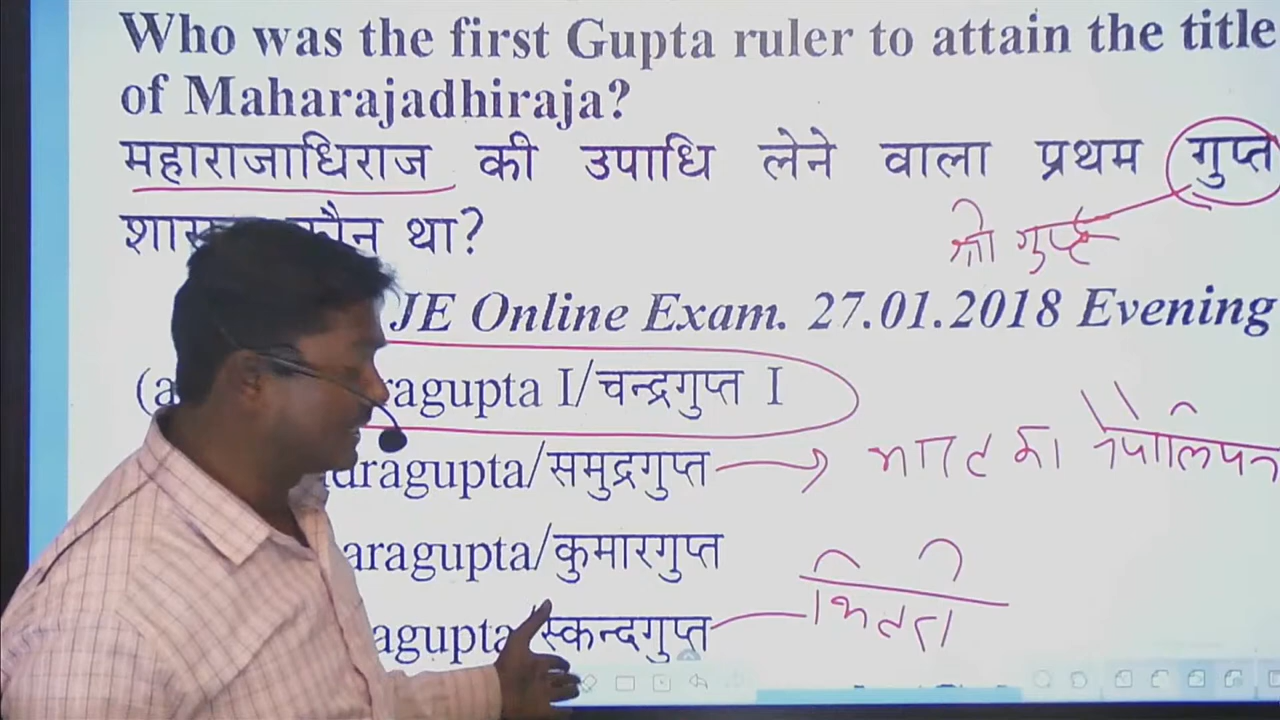 Who was the first Gupta ruler to attain the title
of Maharajadhiraja?
महाराजाधिराज की उपाधि लेने वाला प्रथम गुप्त
था?
श्री गुप्त
JE Online Exam. 27.01.2018 Evening
(a ragupta I/चन्द्रगुप्त I
dragupta/समुद्रगुप्त भारत का नेपोलियन
aragupta/कुमारगुप्त
agupta/स्कन्दगुप्त भितरी